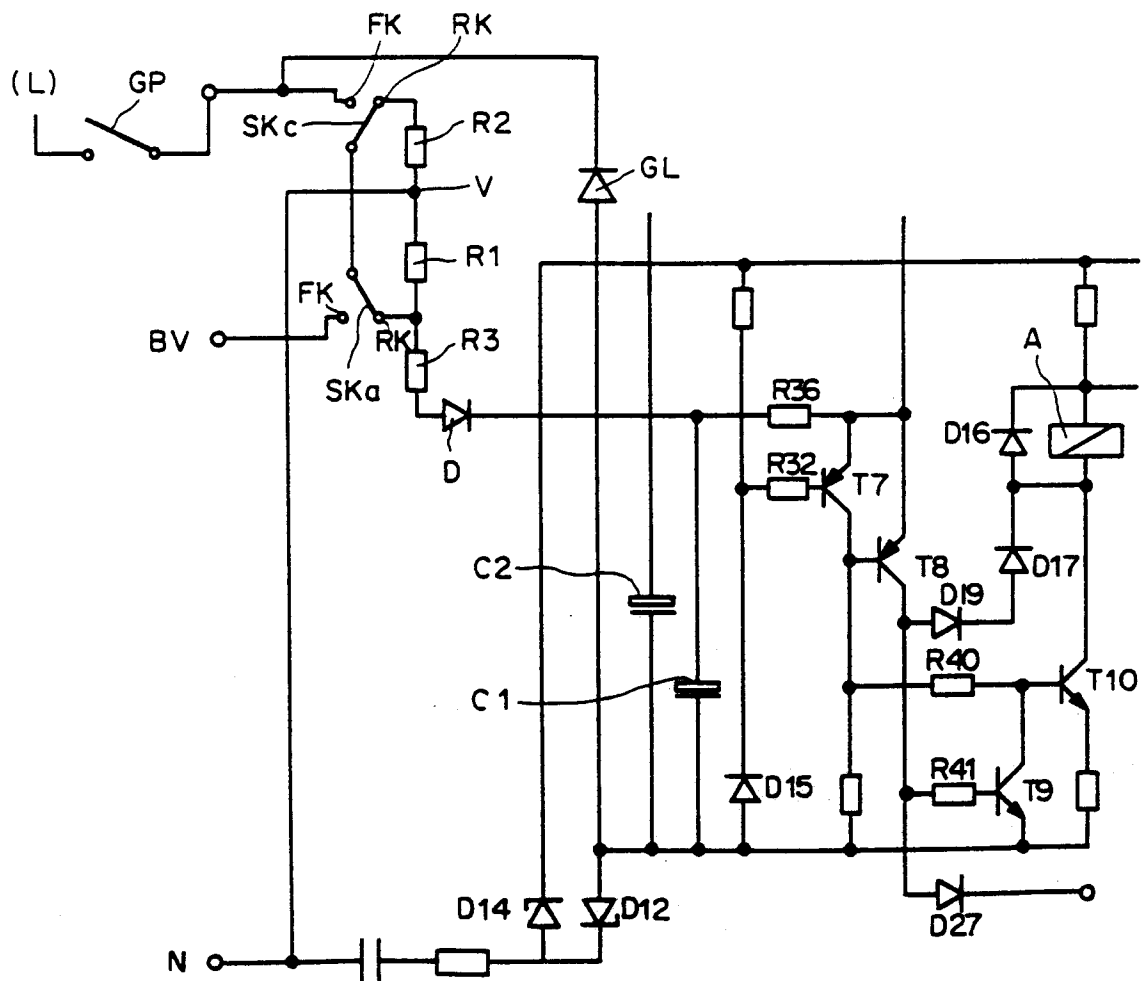 FK RK
(L) GP
SKc R2
V GL
R1
FK
BV RK R3 A
SKa
R36
D16
D R32 T7
C2 T8 D17
D19
R40
C1 T10
D15 R41 T9
D14 D12
D27
N